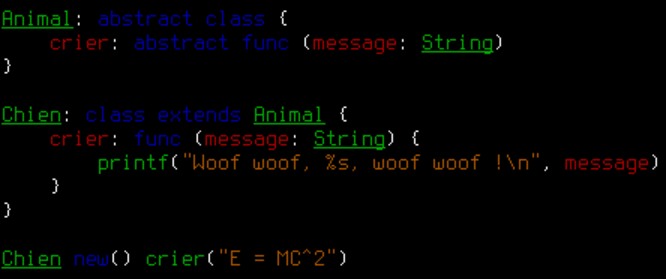 Animal: abstract class {
    crier: abstract func (message: String)
}

Chien: class extends Animal {
    crier: func (message: String) {
        printf("Woof woof, %s, woof woof !\n", message)
    }
}

Chien new() crier("E = MC^2")